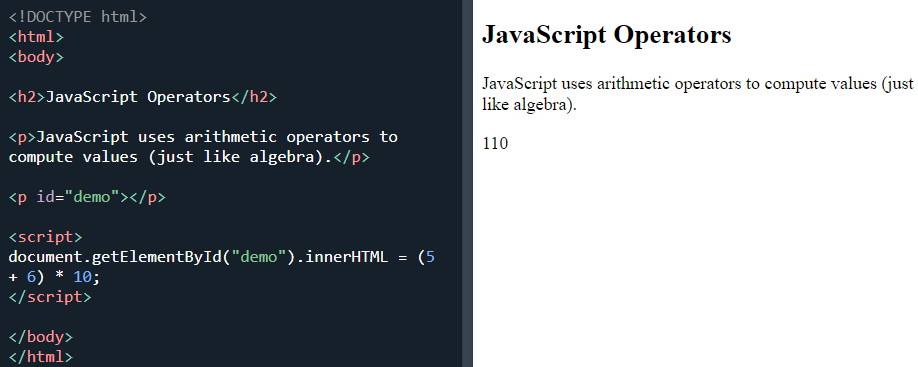 <!DOCTYPE html>
<html>
<body>
<h2>JavaScript Operators</h2>
<p>JavaScript uses arithmetic operators to
compute values (just like algebra).</p>
<p id="demo"></p>
<script>
document.getElementById("demo").innerHTML = (5
+ 6) * 10;
</script>
</body>
</html>
JavaScript Operators
JavaScript uses arithmetic operators to compute values (just
like algebra).
110